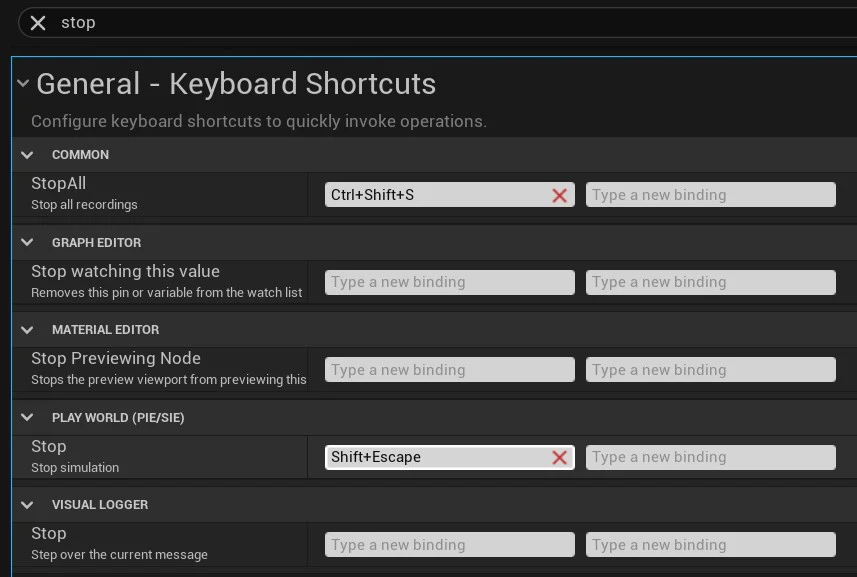 stop
General - Keyboard Shortcuts
Configure keyboard shortcuts to quickly invoke operations.
COMMON
StopAll
Stop all recordings
Ctrl+Shift+S
Type a new binding
GRAPH EDITOR
Stop watching this value
Removes this pin or variable from the watch list
Type a new binding
Type a new binding
MATERIAL EDITOR
Stop Previewing Node
Stops the preview viewport from previewing this
Type a new binding
Type a new binding
PLAY WORLD (PIE/SIE)
Stop
Stop simulation
Shift+Escape
Type a new binding
VISUAL LOGGER
Stop
Step over the current message
Type a new binding
Type a new binding